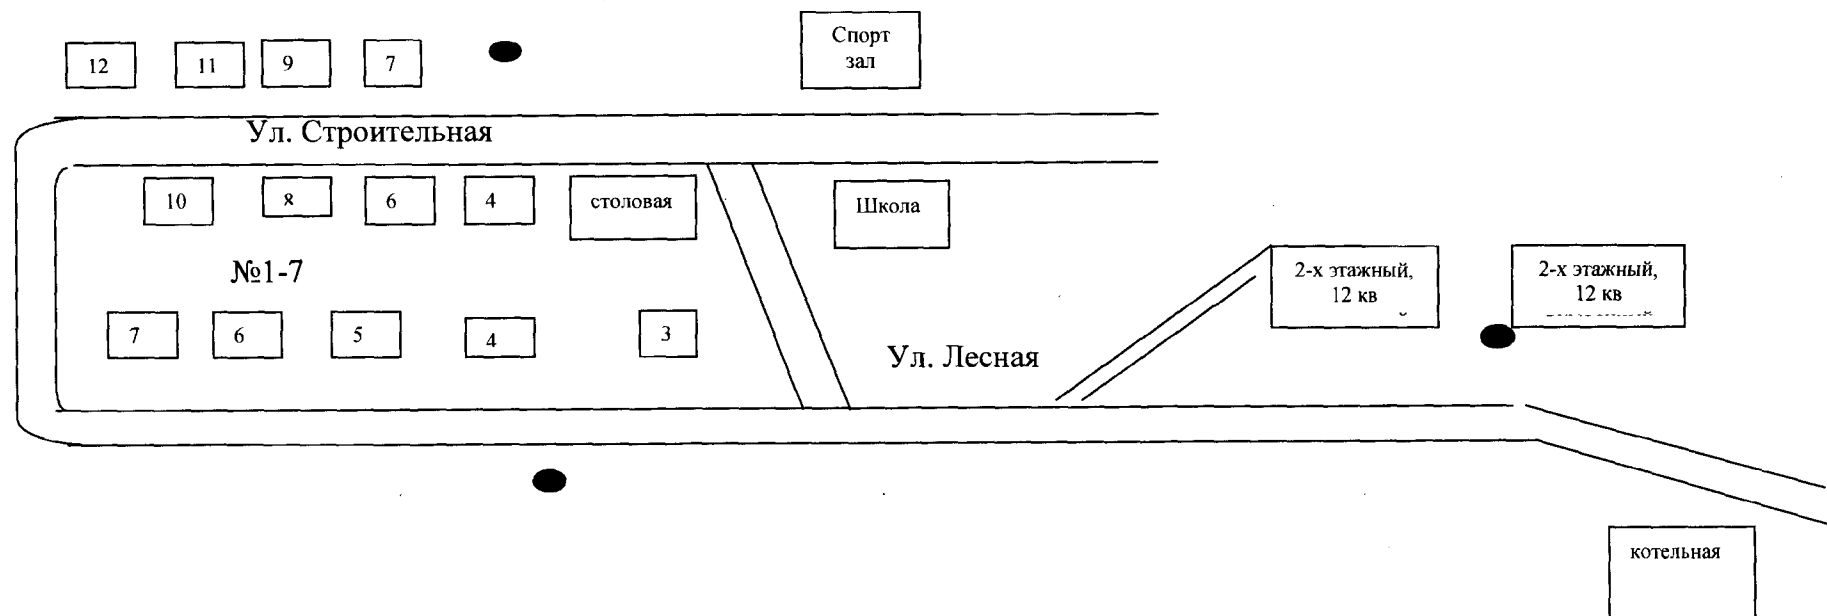 Спорт
зал
12
11
9
7
Ул. Строительная
10
8
6
4
столовая
Школа
№1-7
2-х этажный,
12 кв
2-х этажный,
12 кв
7
6
5
4
3
Ул. Лесная
котельная